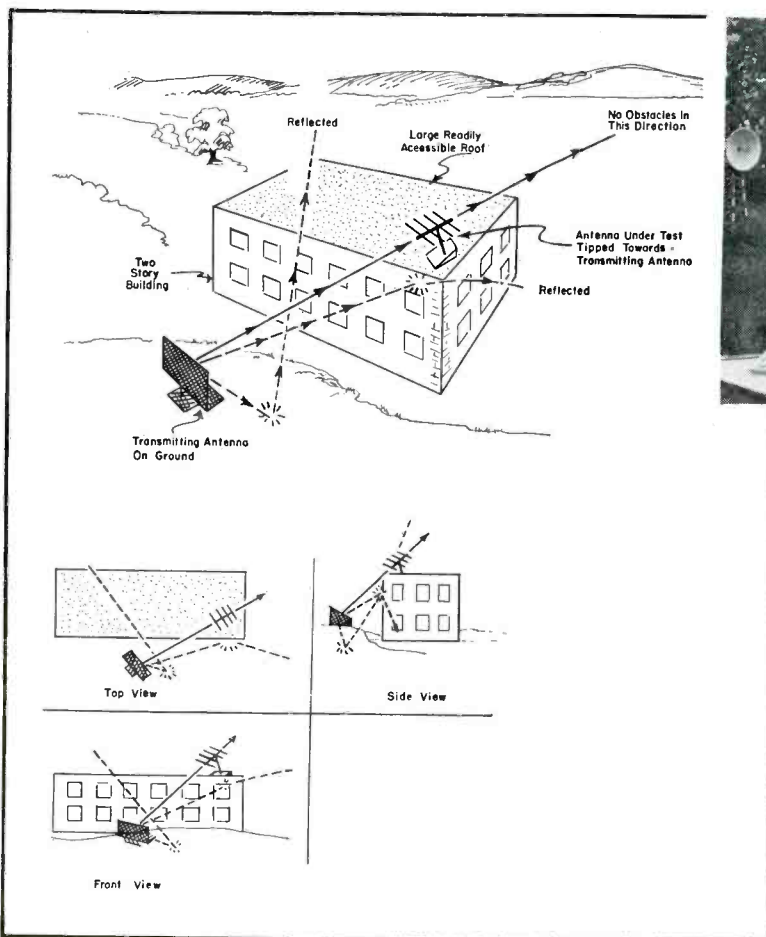 Reflected
Large Readily
Acessible Roof
No Obstacles In
This Direction
Antenna Under Test
Tipped Towards
Transmitting Antenna
Two
Story
Building
Reflected
Transmitting Antenna
On Ground
Top View
Side View
Front View